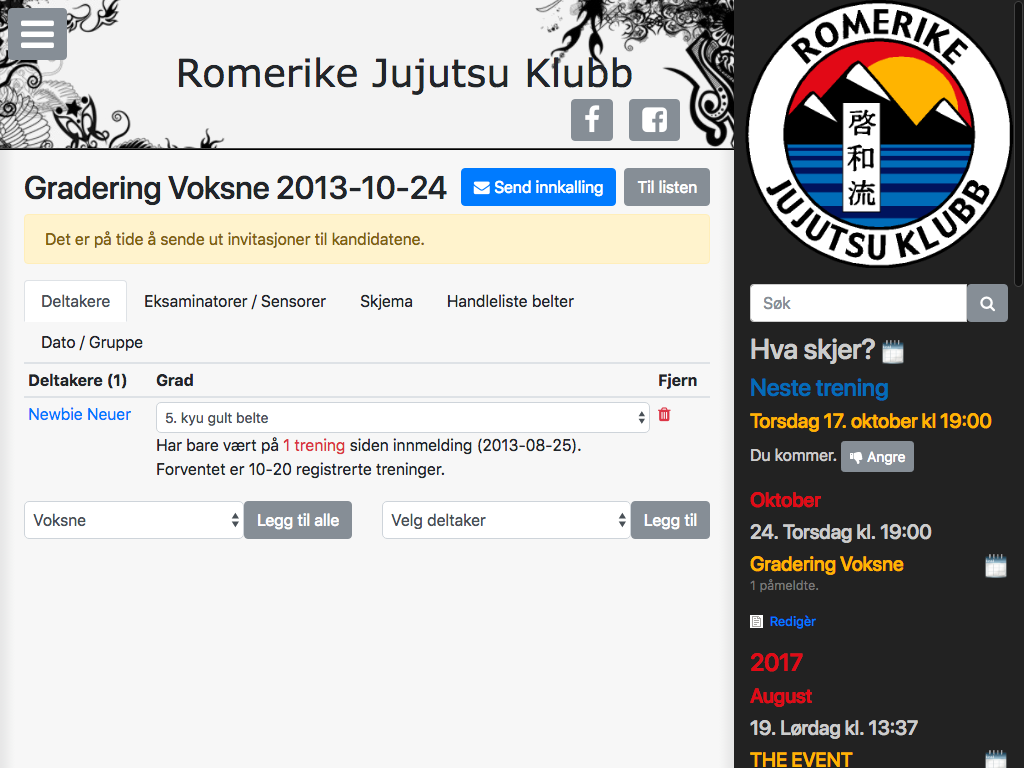 Romerike Jujutsu Klubb
Gradering Voksne 2013-10-24
Send innkalling
Til listen
Det er på tide å sende ut invitasjoner til kandidatene.
Deltakere
Eksaminatorer / Sensorer
Skjema
Handleliste belter
Dato / Gruppe
Deltakere (1) Grad Fjern
Newbie Neuer
5. kyu gult belte
Har bare vært på 1 trening siden innmelding (2013-08-25).
Forventet er 10-20 registrerte treninger.
Voksne
Legg til alle
Velg deltaker
Legg til
ROMERIKE
啓和流
JUJUTSU KLUBB
Søk
Hva skjer?
Neste trening
Torsdag 17. oktober kl 19:00
Du kommer. Angre
Oktober
24. Torsdag kl. 19:00
Gradering Voksne
1 påmeldte.
Redigèr
2017
August
19. Lørdag kl. 13:37
THE EVENT